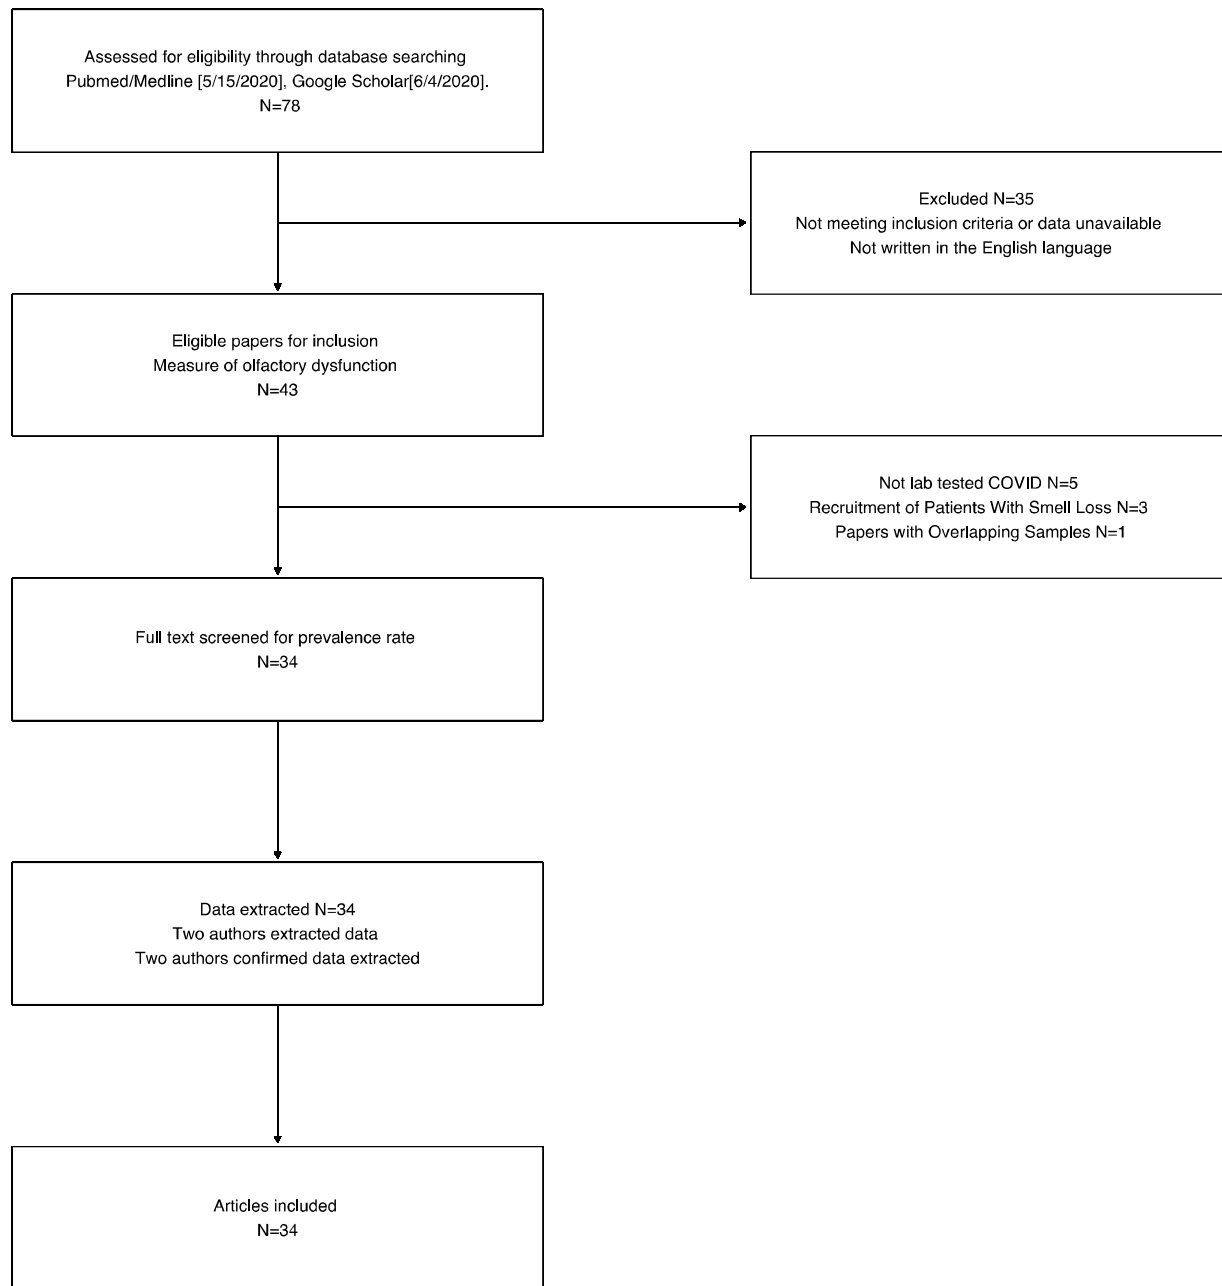 Assessed for eligibility through database searching
Pubmed/Medline [5/15/2020], Google Scholar[6/4/2020].
N=78
Excluded N=35
Not meeting inclusion criteria or data unavailable
Not written in the English language
Eligible papers for inclusion
Measure of olfactory dysfunction
N=43
Not lab tested COVID N=5
Recruitment of Patients With Smell Loss N=3
Papers with Overlapping Samples N=1
Full text screened for prevalence rate
N=34
Data extracted N=34
Two authors extracted data
Two authors confirmed data extracted
Articles included
N=34